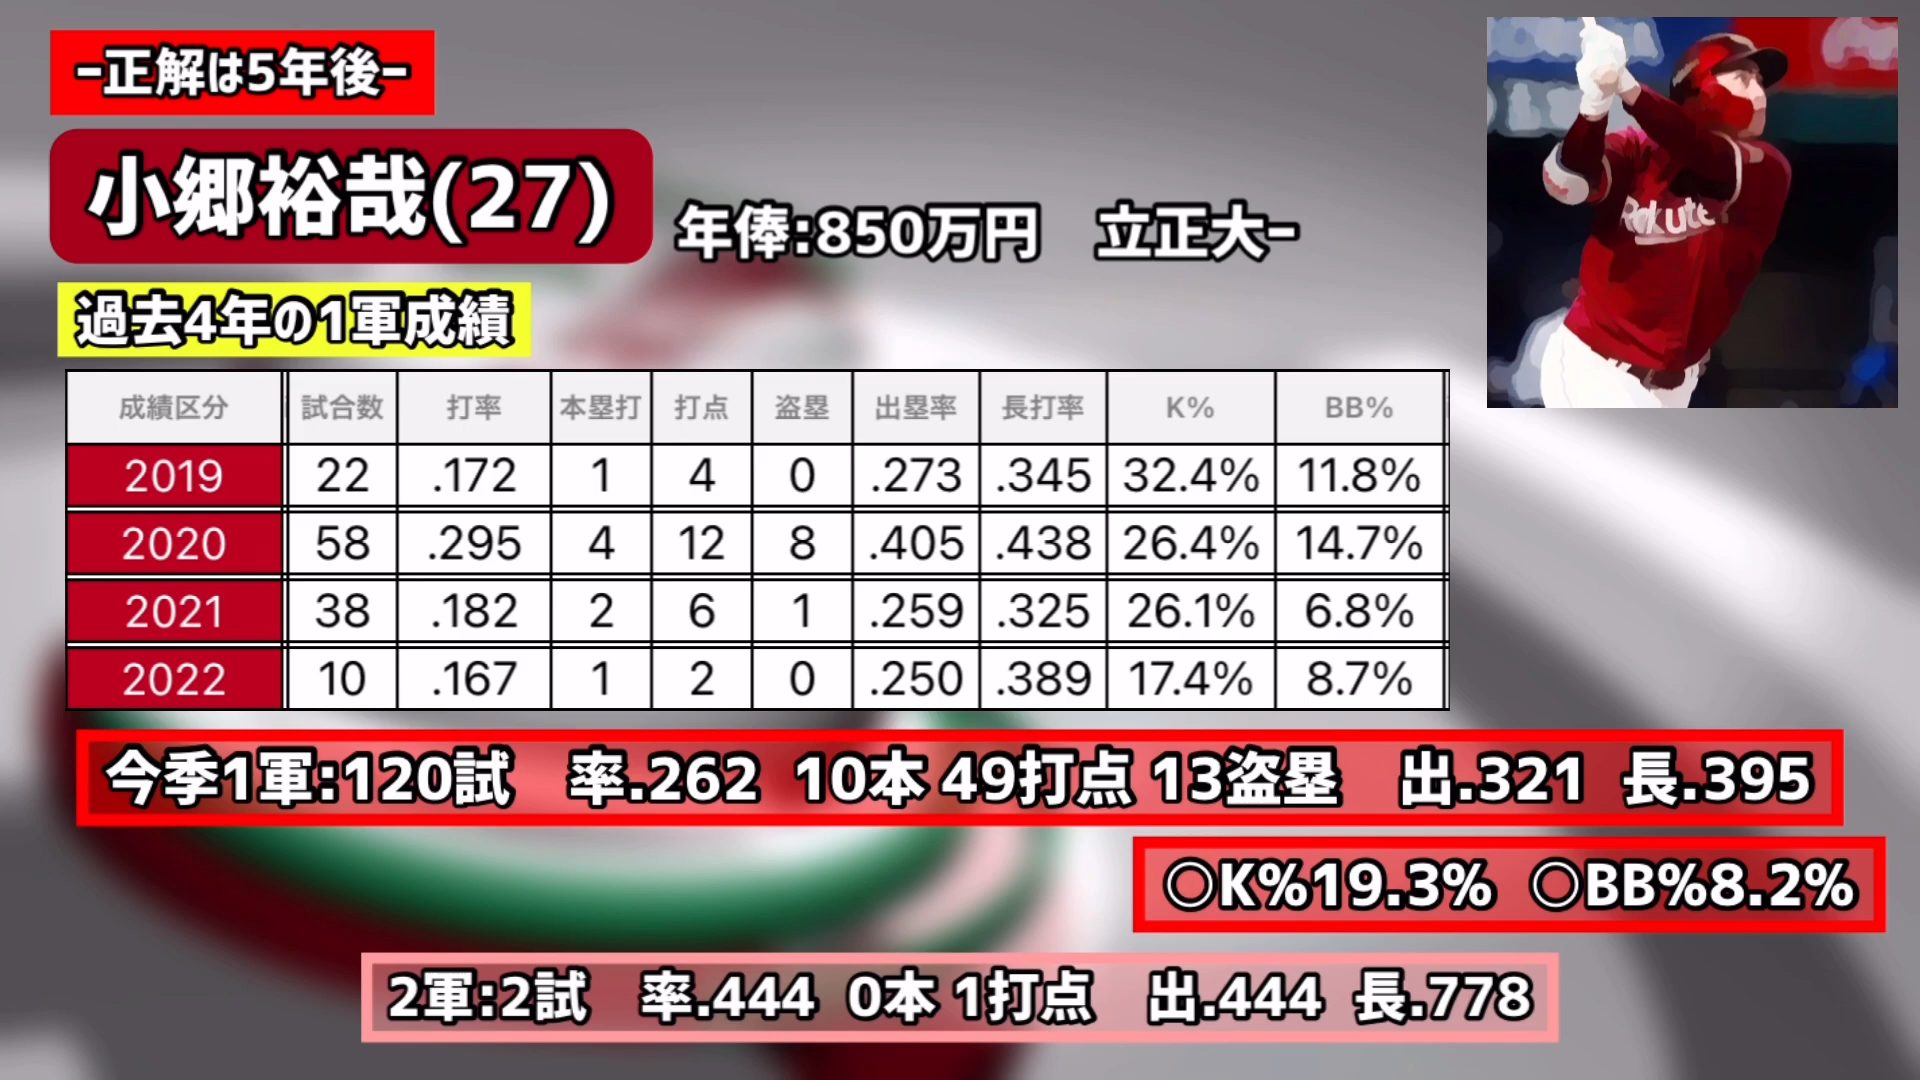 -正解は5年後-
小郷裕哉(27)
年俸:850万円　立正大-
過去4年の1軍成績
成績区分 試合数 打率 本塁打 打点 盗塁 出塁率 長打率 K% BB%
2019 22 .172 1 4 0 .273 .345 32.4% 11.8%
2020 58 .295 4 12 8 .405 .438 26.4% 14.7%
2021 38 .182 2 6 1 .259 .325 26.1% 6.8%
2022 10 .167 1 2 0 .250 .389 17.4% 8.7%
今季1軍:120試　率.262 10本 49打点 13盗塁　出.321 長.395
○K%19.3% ○BB%8.2%
2軍:2試　率.444 0本 1打点　出.444 長.778